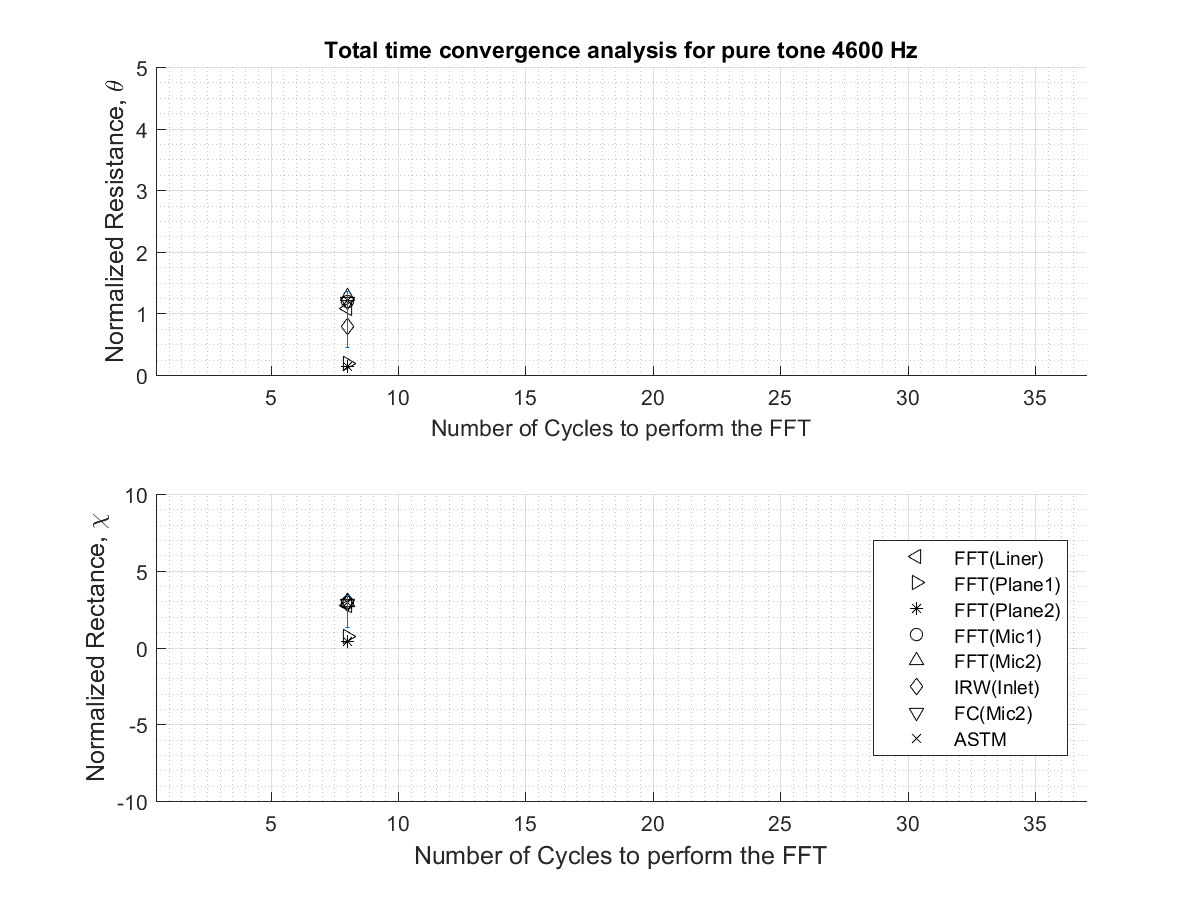 Total time convergence analysis for pure tone 4600 Hz
Normalized Resistance, θ
5
4
3
2
1
0
5 10 15 20 25 30 35
Number of Cycles to perform the FFT
Normalized Rectance, χ
10
5
0
-5
-10
FFT(Liner)
FFT(Plane1)
FFT(Plane2)
FFT(Mic1)
FFT(Mic2)
IRW(Inlet)
FC(Mic2)
ASTM
5 10 15 20 25 30 35
Number of Cycles to perform the FFT